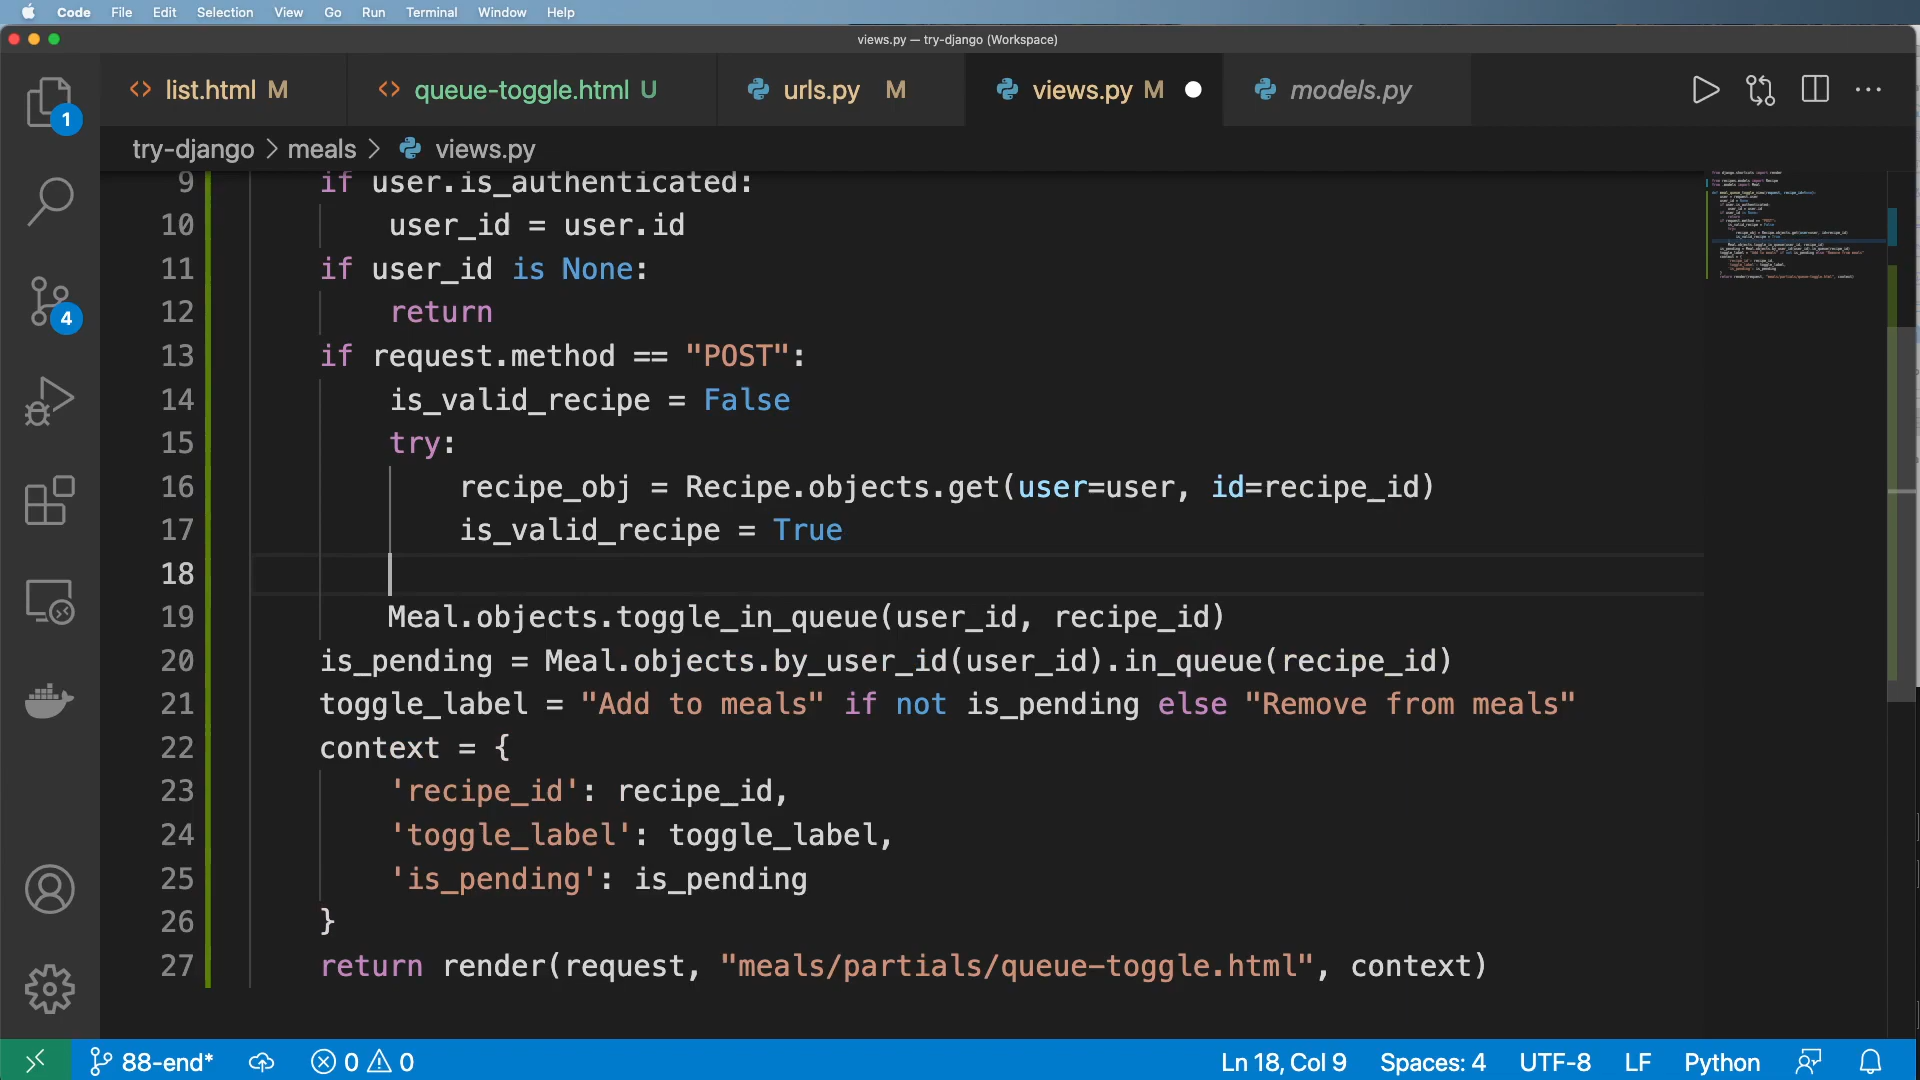 Code File Edit Selection View Go Run Terminal Window Help
views.py — try-django (Workspace)
list.html M queue-toggle.html U urls.py M views.py M models.py
try-django > meals > views.py
1
4
9 if user.is_authenticated:
10 user_id = user.id
11 if user_id is None:
12 return
13 if request.method == "POST":
14 is_valid_recipe = False
15 try:
16 recipe_obj = Recipe.objects.get(user=user, id=recipe_id)
17 is_valid_recipe = True
18
19 Meal.objects.toggle_in_queue(user_id, recipe_id)
20 is_pending = Meal.objects.by_user_id(user_id).in_queue(recipe_id)
21 toggle_label = "Add to meals" if not is_pending else "Remove from meals"
22 context = {
23 'recipe_id': recipe_id,
24 'toggle_label': toggle_label,
25 'is_pending': is_pending
26 }
27 return render(request, "meals/partials/queue-toggle.html", context)
88-end* 0 0 Ln 18, Col 9 Spaces: 4 UTF-8 LF Python